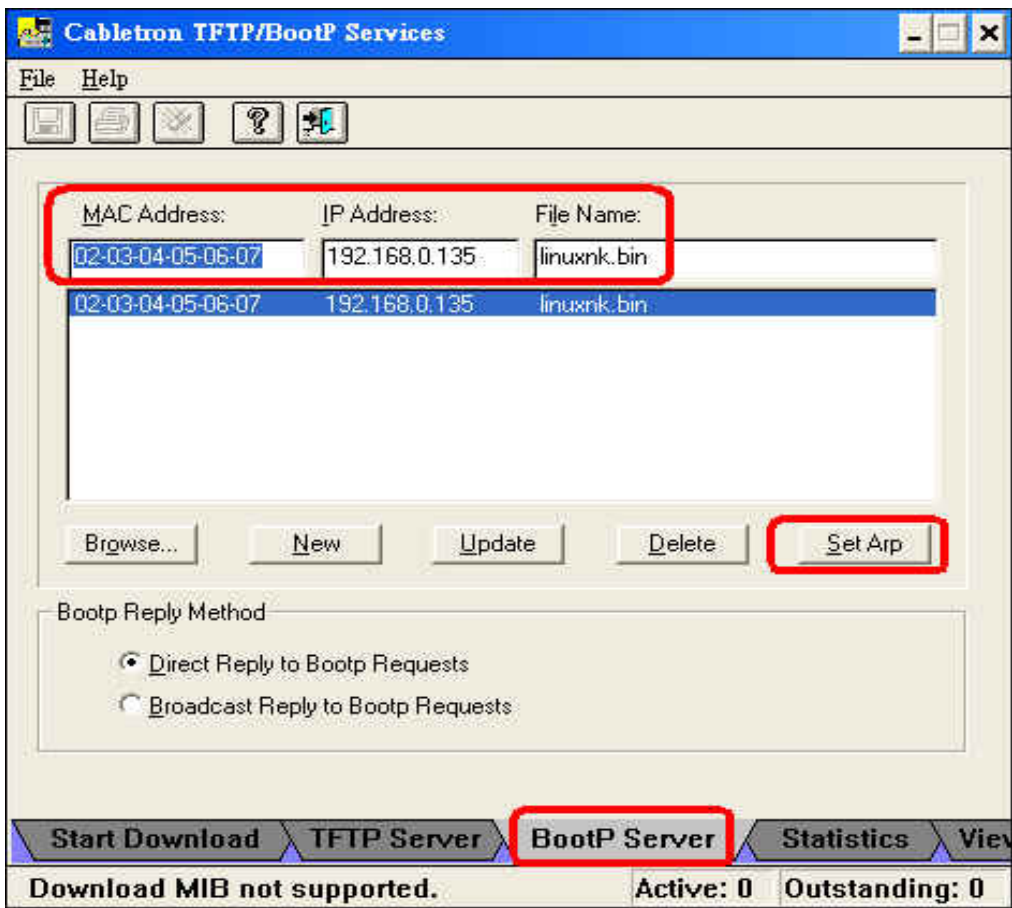 Cabletron TFTP/BootP Services
File Help
MAC Address: IP Address: File Name:
02-03-04-05-06-07 192.168.0.135 linuxnk.bin
02-03-04-05-06-07 192.168.0.135 linuxnk.bin
Browse... New Update Delete Set Arp
Bootp Reply Method
Direct Reply to Bootp Requests
Broadcast Reply to Bootp Requests
Start Download TFTP Server BootP Server Statistics View
Download MIB not supported. Active: 0 Outstanding: 0